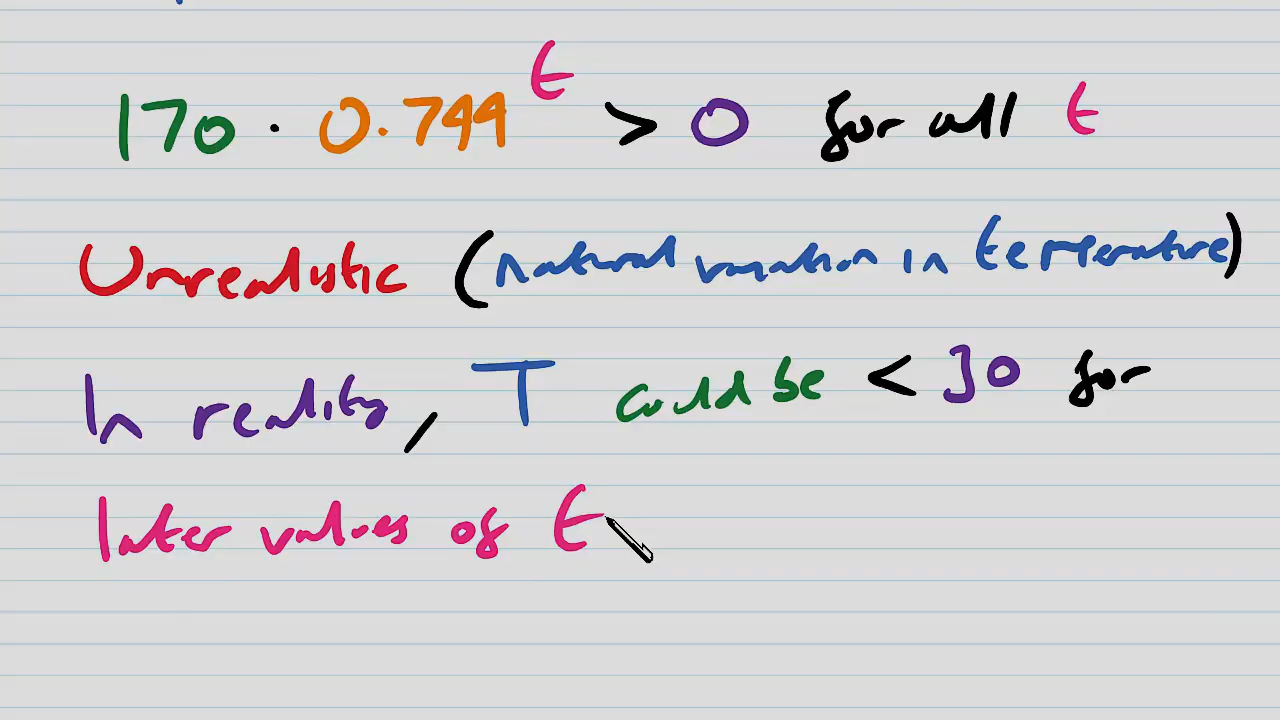 170 · 0.744^t > 0 for all t
Unrealistic (natural variation in temperature)
In reality, T could be < 30 for
later values of t